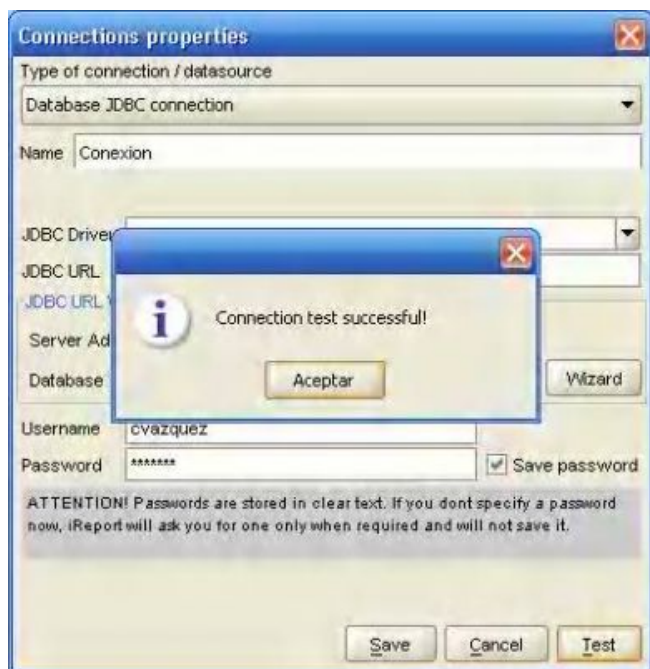 Connections properties
Type of connection / datasource
Database JDBC connection
Name Conexion
JDBC Driver
JDBC URL
JDBC URL
Server Ad
Connection test successful!
Database
Aceptar
Wizard
Username cvazquez
Password *******
Save password
ATTENTION! Passwords are stored in clear text. If you dont specify a password
now, iReport will ask you for one only when required and will not save it.
Save Cancel Test